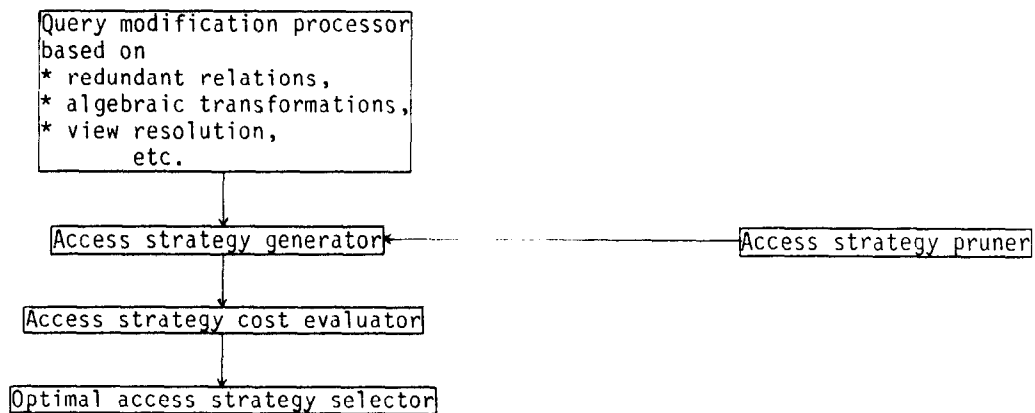 Query modification processor
based on
* redundant relations,
* algebraic transformations,
* view resolution,
etc.
Access strategy generator
Access strategy pruner
Access strategy cost evaluator
Optimal access strategy selector